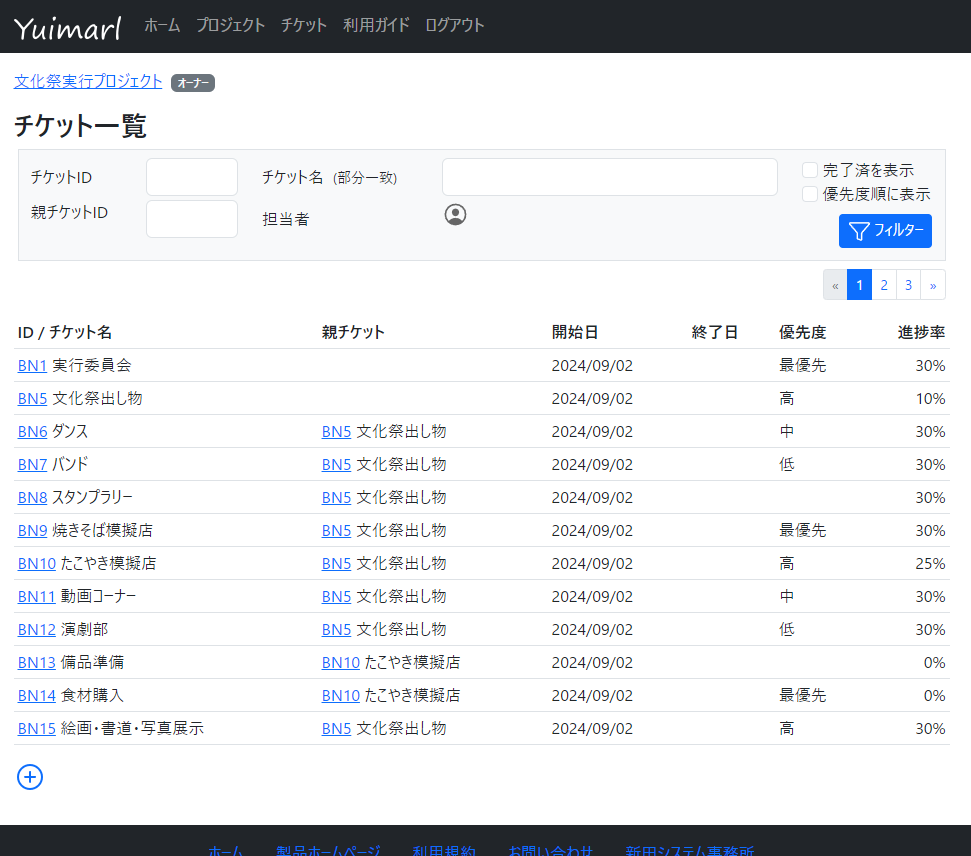 Yuimarl ホーム プロジェクト チケット 利用ガイド ログアウト
文化祭実行プロジェクト オーナー
チケット一覧
チケットID チケット名 (部分一致) 完了済を表示
優先度順に表示
親チケットID 担当者
フィルター
« 1 2 3 »
ID / チケット名 親チケット 開始日 終了日 優先度 進捗率
BN1 実行委員会 2024/09/02 最優先 30%
BN5 文化祭出し物 2024/09/02 高 10%
BN6 ダンス BN5 文化祭出し物 2024/09/02 中 30%
BN7 バンド BN5 文化祭出し物 2024/09/02 低 30%
BN8 スタンプラリー BN5 文化祭出し物 2024/09/02 30%
BN9 焼きそば模擬店 BN5 文化祭出し物 2024/09/02 最優先 30%
BN10 たこやき模擬店 BN5 文化祭出し物 2024/09/02 高 25%
BN11 動画コーナー BN5 文化祭出し物 2024/09/02 中 30%
BN12 演劇部 BN5 文化祭出し物 2024/09/02 低 30%
BN13 備品準備 BN10 たこやき模擬店 2024/09/02 0%
BN14 食材購入 BN10 たこやき模擬店 2024/09/02 最優先 0%
BN15 絵画・書道・写真展示 BN5 文化祭出し物 2024/09/02 高 30%
ホーム 製品ホームページ 利用規約 お問い合わせ 新田システム事務所